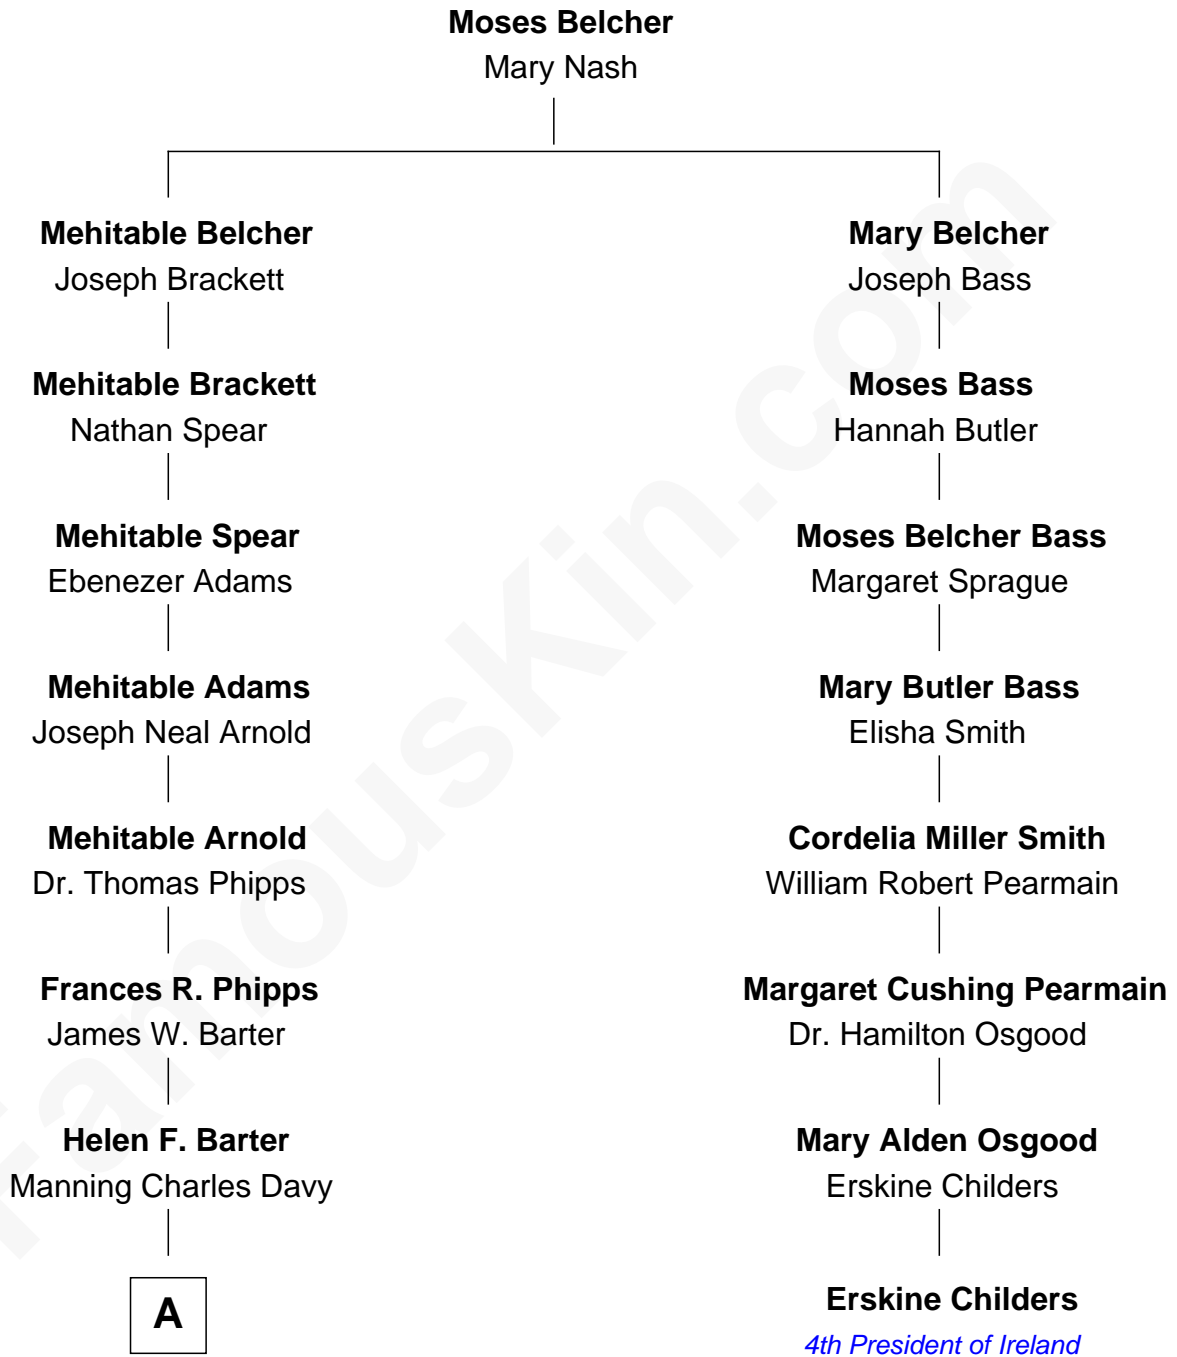 Moses Belcher
Mary Nash
Mehitable Belcher
Joseph Brackett
Mary Belcher
Joseph Bass
Mehitable Brackett
Nathan Spear
Moses Bass
Hannah Butler
Mehitable Spear
Ebenezer Adams
Moses Belcher Bass
Margaret Sprague
Mehitable Adams
Joseph Neal Arnold
Mary Butler Bass
Elisha Smith
Mehitable Arnold
Dr. Thomas Phipps
Cordelia Miller Smith
William Robert Pearmain
Frances R. Phipps
James W. Barter
Margaret Cushing Pearmain
Dr. Hamilton Osgood
Helen F. Barter
Manning Charles Davy
Mary Alden Osgood
Erskine Childers
A
Erskine Childers
4th President of Ireland
FamousKin.com